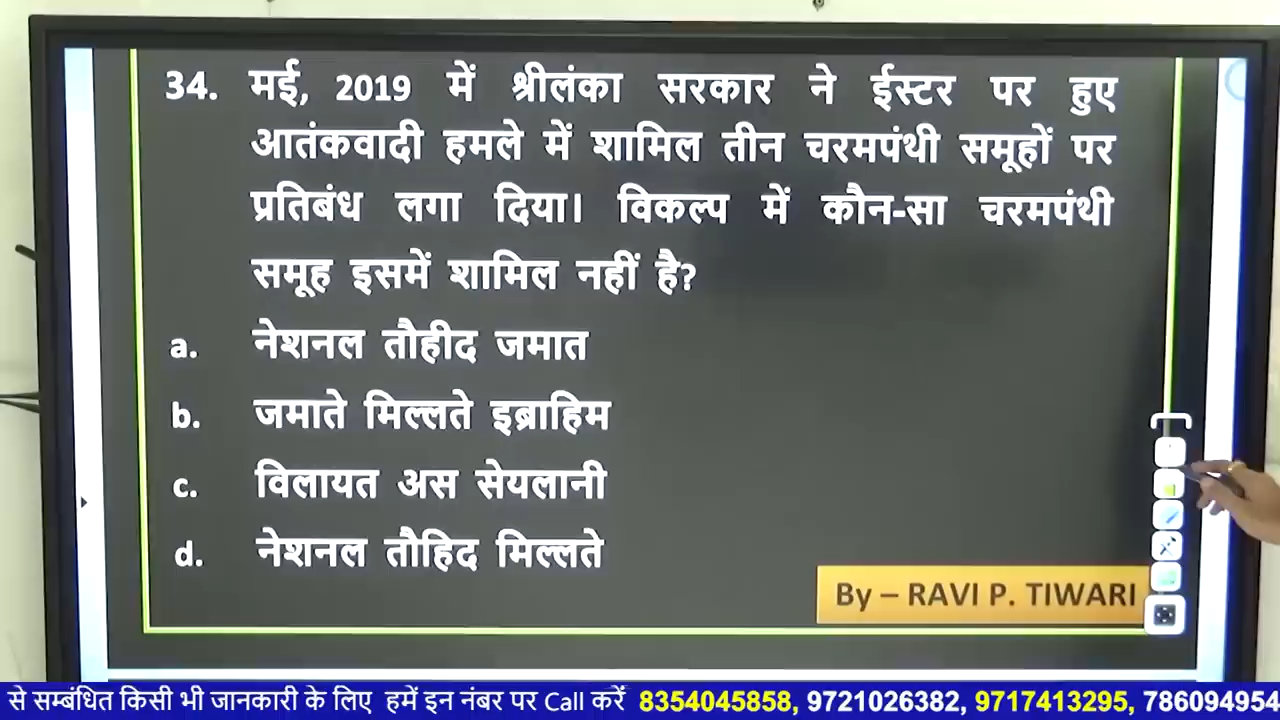 34. मई, 2019 में श्रीलंका सरकार ने ईस्टर पर हुए
आतंकवादी हमले में शामिल तीन चरमपंथी समूहों पर
प्रतिबंध लगा दिया। विकल्प में कौन-सा चरमपंथी
समूह इसमें शामिल नहीं है?
a. नेशनल तौहीद जमात
b. जमाते मिल्लते इब्राहिम
c. विलायत अस सेयलानी
d. नेशनल तौहिद मिल्लते
By – RAVI P. TIWARI
से सम्बंधित किसी भी जानकारी के लिए हमें इन नंबर पर Call करें 8354045858, 9721026382, 9717413295, 786094954